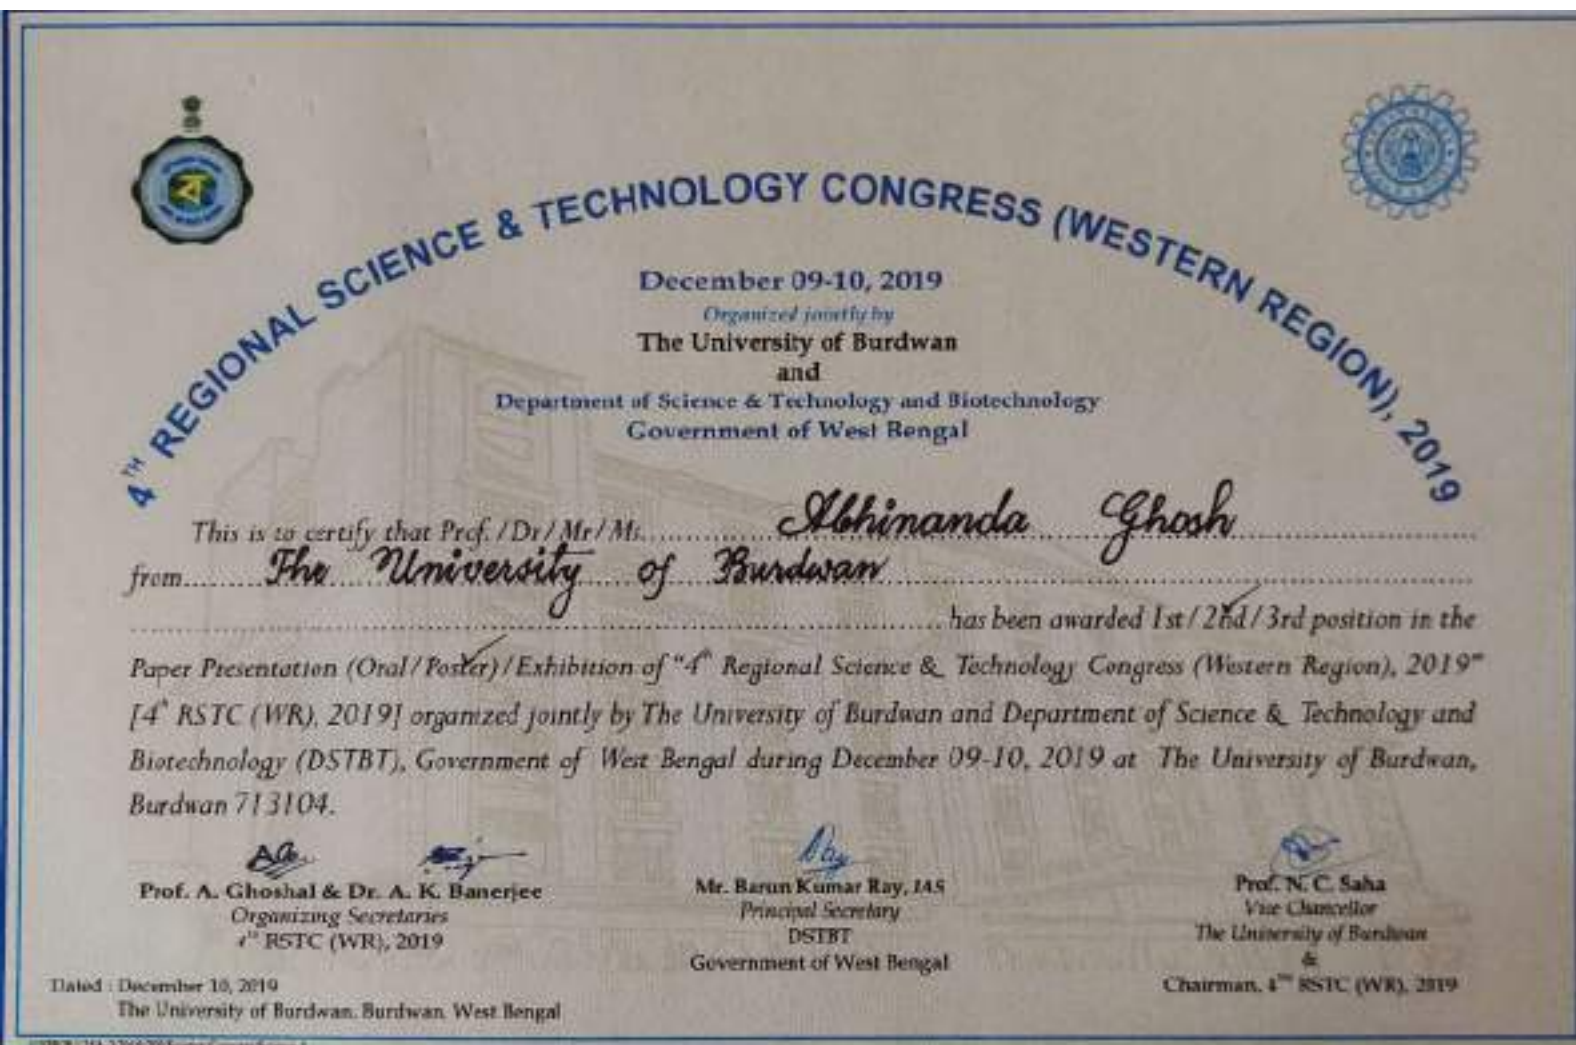 4TH REGIONAL SCIENCE & TECHNOLOGY CONGRESS (WESTERN REGION), 2019
December 09-10, 2019
Organized jointly by
The University of Burdwan
and
Department of Science & Technology and Biotechnology
Government of West Bengal
This is to certify that Prof./Dr/Mr/Ms. Abhinanda Ghosh
from The University of Burdwan
has been awarded 1st/2nd/3rd position in the
Paper Presentation (Oral/Poster)/Exhibition of "4th Regional Science & Technology Congress (Western Region), 2019"
[4th RSTC (WR), 2019] organized jointly by The University of Burdwan and Department of Science & Technology and
Biotechnology (DSTBT), Government of West Bengal during December 09-10, 2019 at The University of Burdwan,
Burdwan 713104.
Prof. A. Ghoshal & Dr. A. K. Banerjee
Organizing Secretaries
4TH RSTC (WR), 2019
Mr. Barun Kumar Ray, IAS
Principal Secretary
DSTBT
Government of West Bengal
Prof. N. C. Saha
Vice Chancellor
The University of Burdwan
&
Chairman, 4TH RSTC (WR), 2019
Dated : December 10, 2019
The University of Burdwan, Burdwan, West Bengal